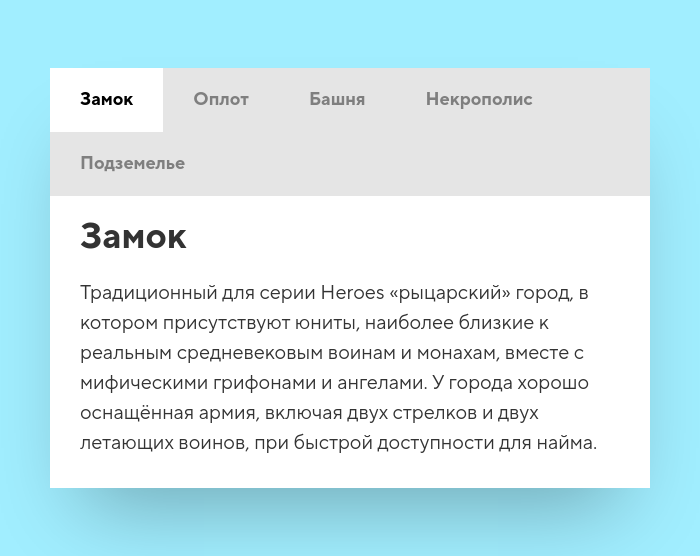 Замок Оплот Башня Некрополис
Подземелье
Замок
Традиционный для серии Heroes «рыцарский» город, в
котором присутствуют юниты, наиболее близкие к
реальным средневековым воинам и монахам, вместе с
мифическими грифонами и ангелами. У города хорошо
оснащённая армия, включая двух стрелков и двух
летающих воинов, при быстрой доступности для найма.